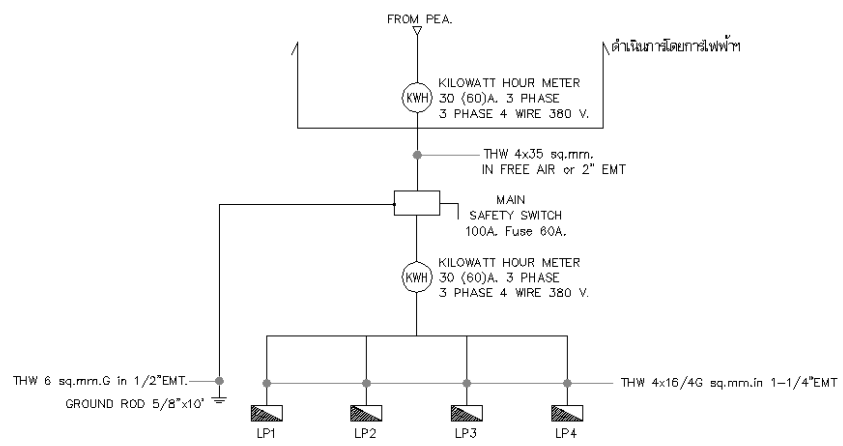 FROM PEA.
ดำเนินการโดยการไฟฟ้าฯ
KWH
KILOWATT HOUR METER
30 (60)A. 3 PHASE
3 PHASE 4 WIRE 380 V.
THW 4x35 sq.mm.
IN FREE AIR or 2" EMT
MAIN
SAFETY SWITCH
100A. Fuse 60A.
KWH
KILOWATT HOUR METER
30 (60)A. 3 PHASE
3 PHASE 4 WIRE 380 V.
THW 6 sq.mm.G in 1/2"EMT.
GROUND ROD 5/8"x10'
THW 4x16/4G sq.mm.in 1-1/4"EMT
LP1
LP2
LP3
LP4